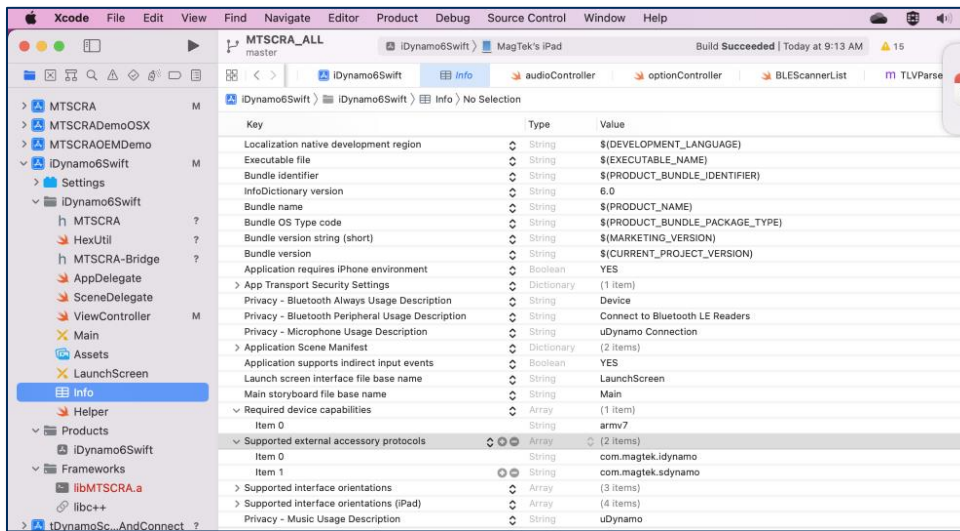 Xcode File Edit View Find Navigate Editor Product Debug Source Control Window Help
MTSCRA_ALL
master
iDynamo6Swift 〉 MagTek's iPad
Build Succeeded | Today at 9:13 AM
15
iDynamo6Swift Info audioController optionController BLEScannerList TLVParse
iDynamo6Swift 〉 iDynamo6Swift 〉 Info 〉 No Selection
MTSCRA M
MTSCRADemoOSX
MTSCRAOEMDemo
iDynamo6Swift M
Settings
iDynamo6Swift
MTSCRA ?
HexUtil ?
MTSCRA-Bridge ?
AppDelegate
SceneDelegate
ViewController M
Main
Assets
LaunchScreen
Info
Helper
Products
iDynamo6Swift
Frameworks
libMTSCRA.a
libc++
tDynamoSc...AndConnect ?
Key Type Value
Localization native development region String $(DEVELOPMENT_LANGUAGE)
Executable file String $(EXECUTABLE_NAME)
Bundle identifier String $(PRODUCT_BUNDLE_IDENTIFIER)
InfoDictionary version String 6.0
Bundle name String $(PRODUCT_NAME)
Bundle OS Type code String $(PRODUCT_BUNDLE_PACKAGE_TYPE)
Bundle version string (short) String $(MARKETING_VERSION)
Bundle version String $(CURRENT_PROJECT_VERSION)
Application requires iPhone environment Boolean YES
App Transport Security Settings Dictionary (1 item)
Privacy - Bluetooth Always Usage Description String Device
Privacy - Bluetooth Peripheral Usage Description String Connect to Bluetooth LE Readers
Privacy - Microphone Usage Description String uDynamo Connection
Application Scene Manifest Dictionary (2 items)
Application supports indirect input events Boolean YES
Launch screen interface file base name String LaunchScreen
Main storyboard file base name String Main
Required device capabilities Array (1 item)
Item 0 String armv7
Supported external accessory protocols Array (2 items)
Item 0 String com.magtek.idynamo
Item 1 String com.magtek.sdynamo
Supported interface orientations Array (3 items)
Supported interface orientations (iPad) Array (4 items)
Privacy - Music Usage Description String uDynamo